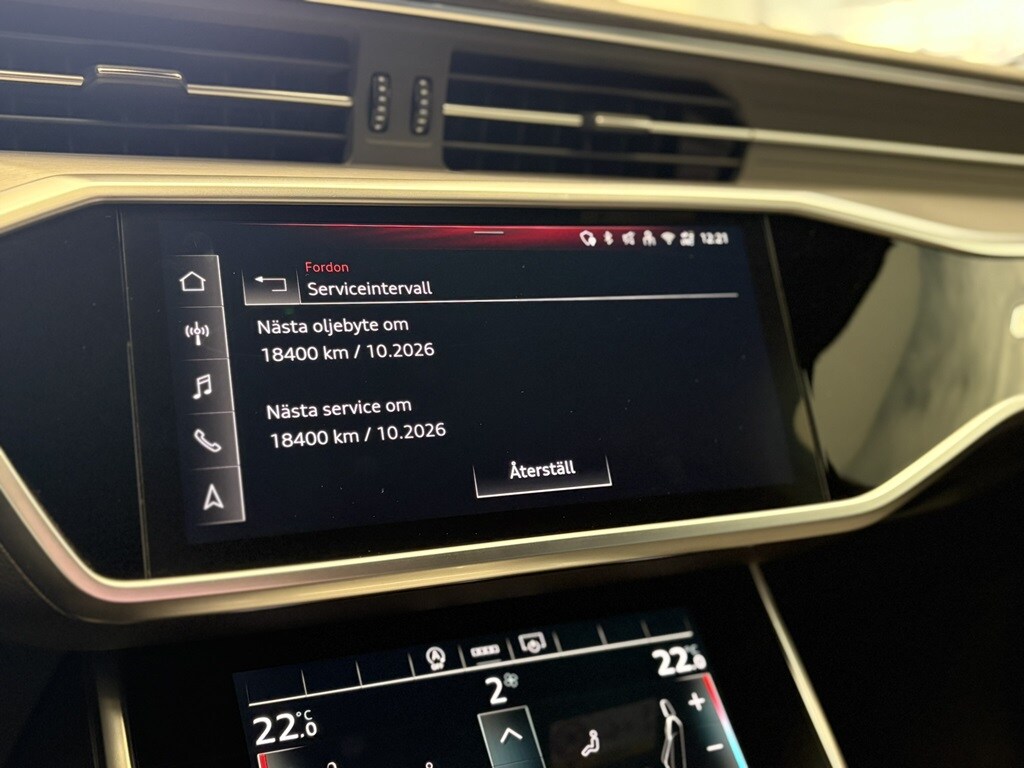 12:21
Fordon
Serviceintervall
Nästa oljebyte om
18400 km / 10.2026
Nästa service om
18400 km / 10.2026
Återställ
22.0 °C
2
22.0 °C